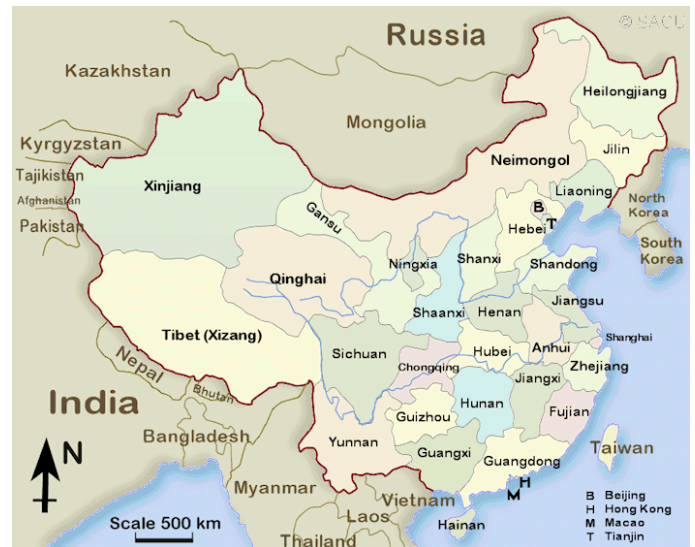 © SACU
Russia
Kazakhstan
Heilongjiang
Mongolia
Kyrgyzstan
Jilin
Neimongol
Tajikistan
Xinjiang
Liaoning
Afghanistan
Gansu
B
North
Korea
Pakistan
Hebei
T
South
Korea
Ningxia
Shanxi
Shandong
Qinghai
Jiangsu
Shaanxi
Henan
Tibet (Xizang)
Shanghai
Sichuan
Hubei
Anhui
Nepal
Chongqing
Zhejiang
Jiangxi
Bhutan
India
Hunan
Fujian
Guizhou
Bangladesh
Yunnan
Taiwan
N
Guangxi
Guangdong
H
Myanmar
M
Vietnam
B Beijing
H Hong Kong
M Macao
T Tianjin
Laos
Hainan
Scale 500 km
Thailand